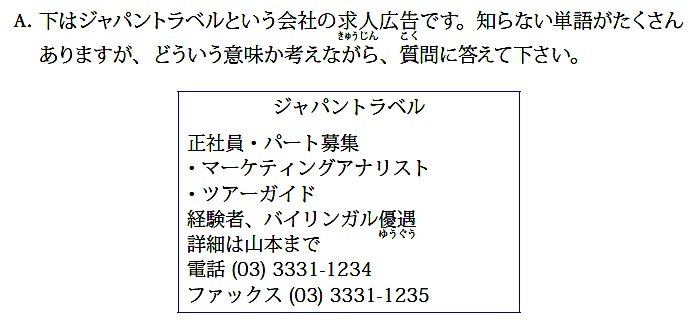 A. 下はジャパントラベルという会社の求人広告です。知らない単語がたくさん
きゅうじん こく
ありますが、どういう意味か考えながら、質問に答えて下さい。
ジャパントラベル
正社員・パート募集
・マーケティングアナリスト
・ツアーガイド
経験者、バイリンガル優遇
ゆうぐう
詳細は山本まで
電話 (03) 3331-1234
ファックス (03) 3331-1235